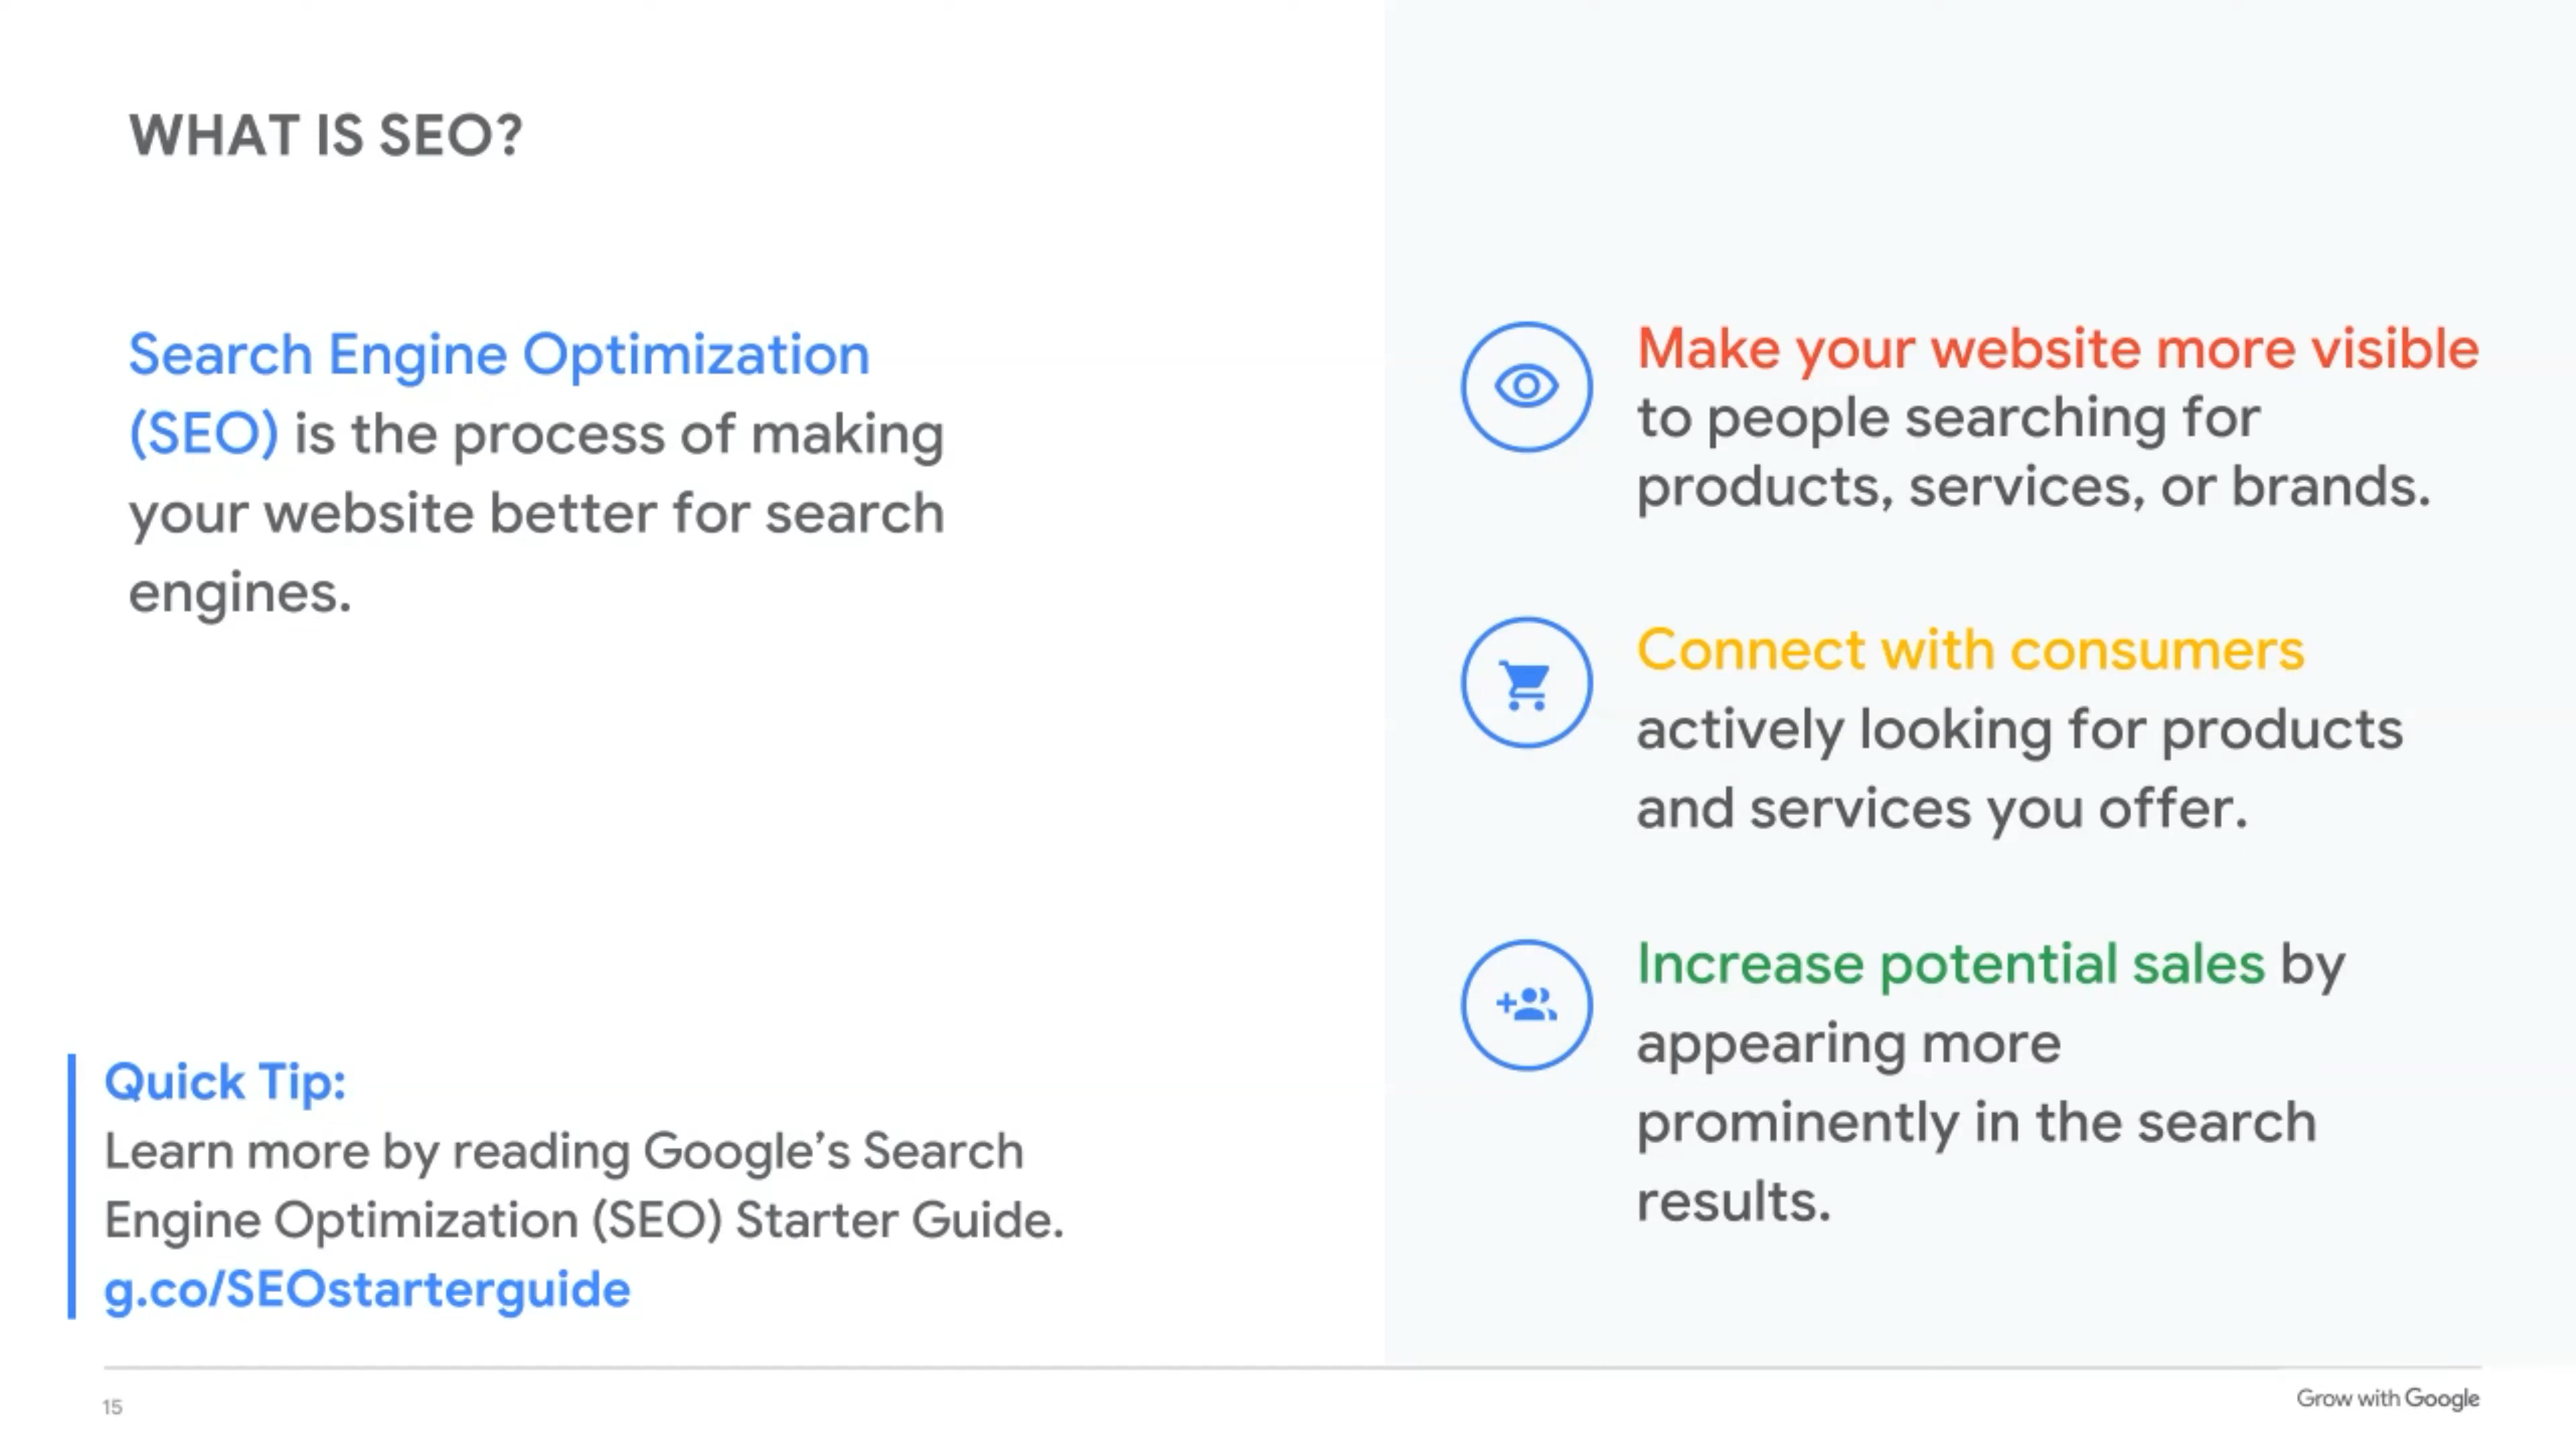 WHAT IS SEO?
Search Engine Optimization
(SEO) is the process of making
your website better for search
engines.
Quick Tip:
Learn more by reading Google’s Search
Engine Optimization (SEO) Starter Guide.
g.co/SEOstarterguide
Make your website more visible
to people searching for
products, services, or brands.
Connect with consumers
actively looking for products
and services you offer.
Increase potential sales by
appearing more
prominently in the search
results.
15
Grow with Google